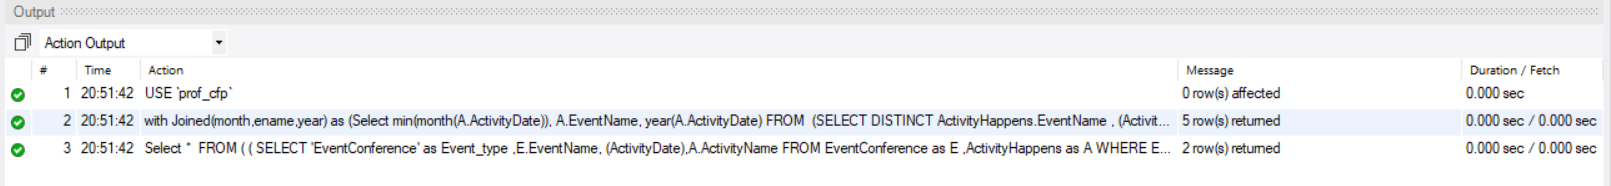 Output
Action Output
# Time Action Message Duration / Fetch
1 20:51:42 USE `prof_cfp` 0 row(s) affected 0.000 sec
2 20:51:42 with Joined(month,ename,year) as (Select min(month(A.ActivityDate)), A.EventName, year(A.ActivityDate) FROM (SELECT DISTINCT ActivityHappens.EventName , (Activit... 5 row(s) returned 0.000 sec / 0.000 sec
3 20:51:42 Select * FROM ( ( SELECT 'EventConference' as Event_type ,E.EventName, (ActivityDate),A.ActivityName FROM EventConference as E ,ActivityHappens as A WHERE E... 2 row(s) returned 0.000 sec / 0.000 sec